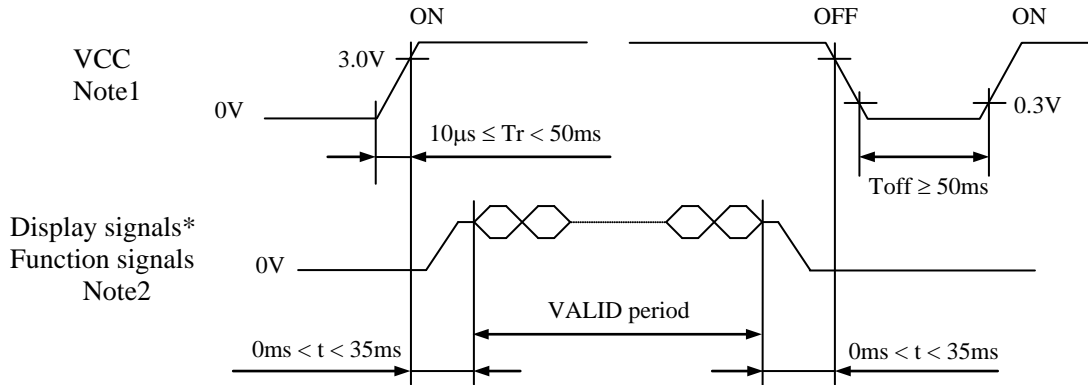 ON
OFF
ON
VCC
Note1
3.0V
0V
0.3V
10μs ≤ Tr < 50ms
Toff ≥ 50ms
Display signals*
Function signals
Note2
0V
VALID period
0ms < t < 35ms
0ms < t < 35ms